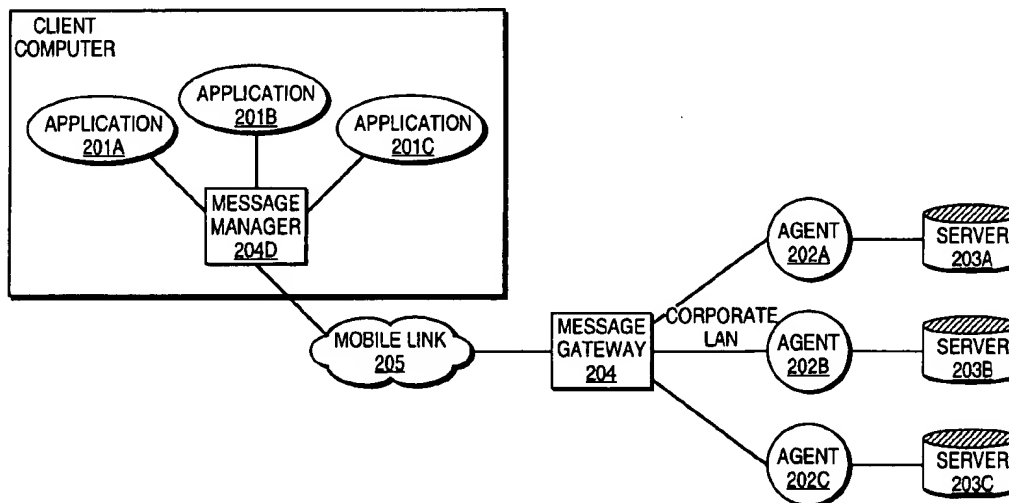 CLIENT
COMPUTER
APPLICATION
201A
APPLICATION
201B
APPLICATION
201C
MESSAGE
MANAGER
204D
MOBILE LINK
205
MESSAGE
GATEWAY
204
CORPORATE
LAN
AGENT
202A
SERVER
203A
AGENT
202B
SERVER
203B
AGENT
202C
SERVER
203C